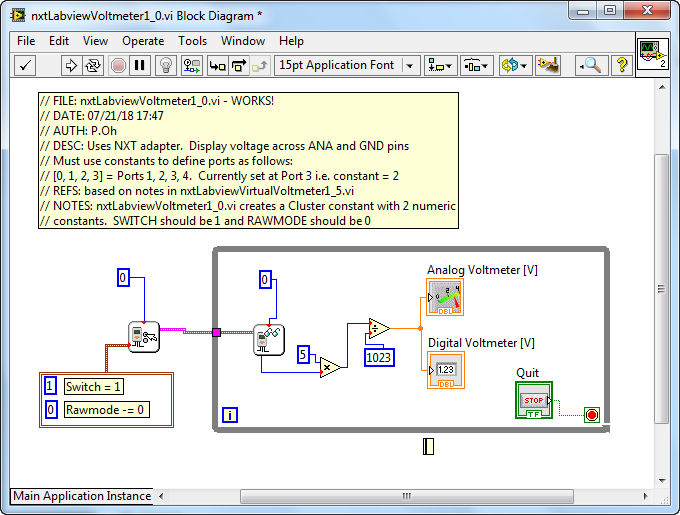 nxtLabviewVoltmeter1_0.vi Block Diagram *
File Edit View Operate Tools Window Help
15pt Application Font
2
// FILE: nxtLabviewVoltmeter1_0.vi - WORKS!
// DATE: 07/21/18 17:47
// AUTH: P.Oh
// DESC: Uses NXT adapter. Display voltage across ANA and GND pins
// Must use constants to define ports as follows:
// [0, 1, 2, 3] = Ports 1, 2, 3, 4. Currently set at Port 3 i.e. constant = 2
// REFS: based on notes in nxtLabviewVirtualVoltmeter1_5.vi
// NOTES: nxtLabviewVoltmeter1_0.vi creates a Cluster constant with 2 numeric
// constants. SWITCH should be 1 and RAWMODE should be 0
0
0
Analog Voltmeter [V]
0 2 4
DBL
5
1023
Digital Voltmeter [V]
1.23
DBL
1 Switch = 1
0 Rawmode -= 0
Quit
STOP
TF
i
Main Application Instance